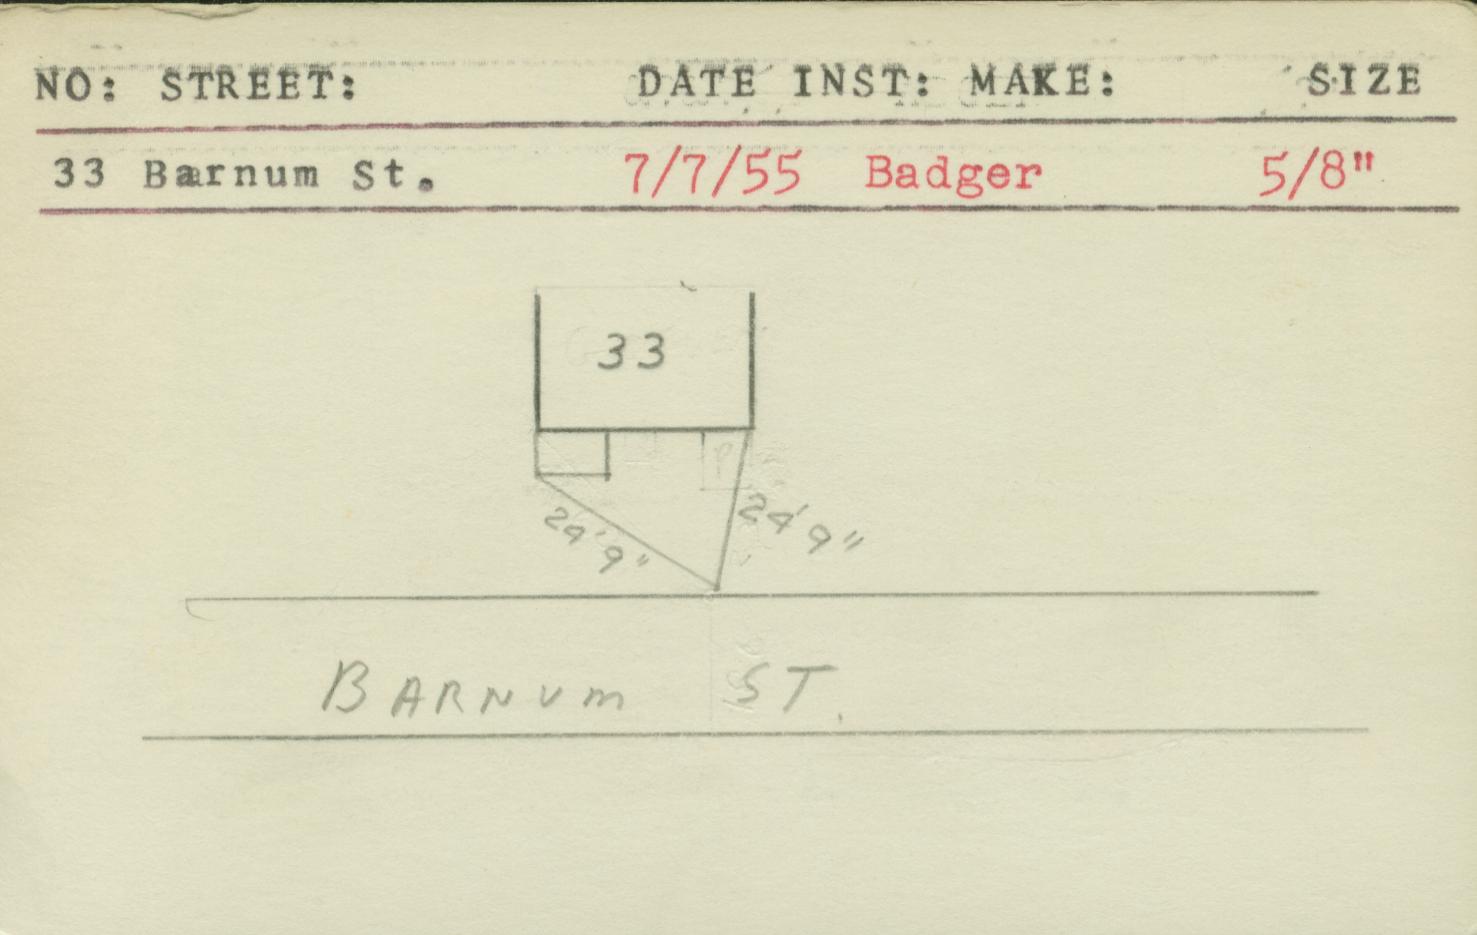 NO: STREET: DATE INST: MAKE: SIZE
33 Barnum St. 7/7/55 Badger 5/8"
33
24'9"
24'9"
BARNUM ST.